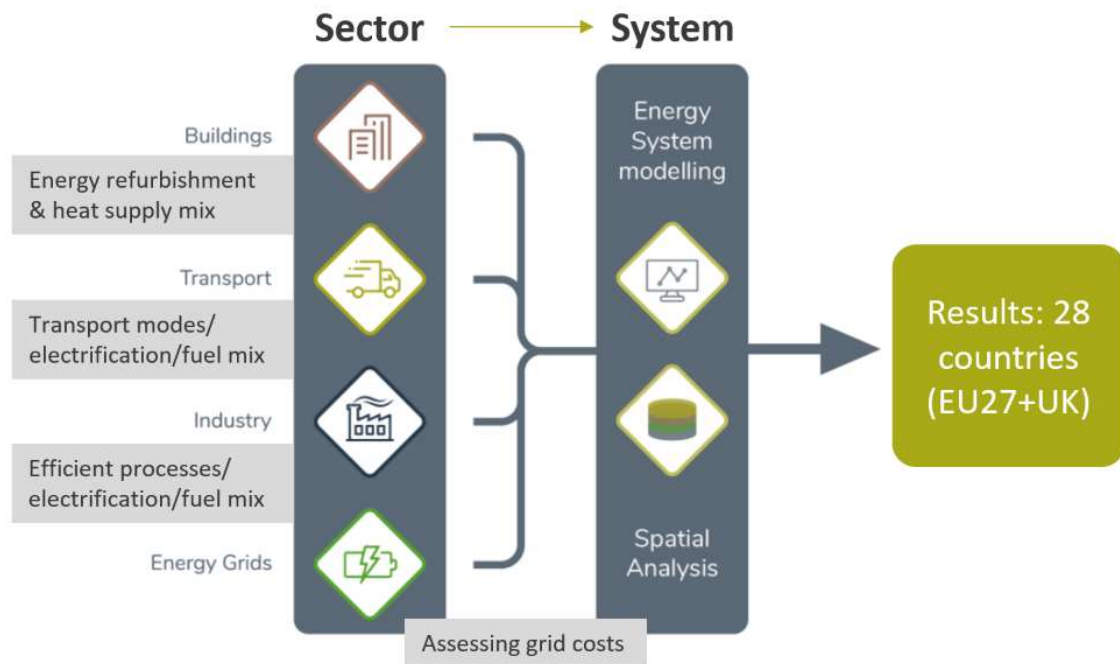 Sector
System
Buildings
Energy refurbishment
& heat supply mix
Transport
Transport modes/
electrification/fuel mix
Industry
Efficient processes/
electrification/fuel mix
Energy Grids
Assessing grid costs
Energy
System
modelling
Spatial
Analysis
Results: 28
countries
(EU27+UK)